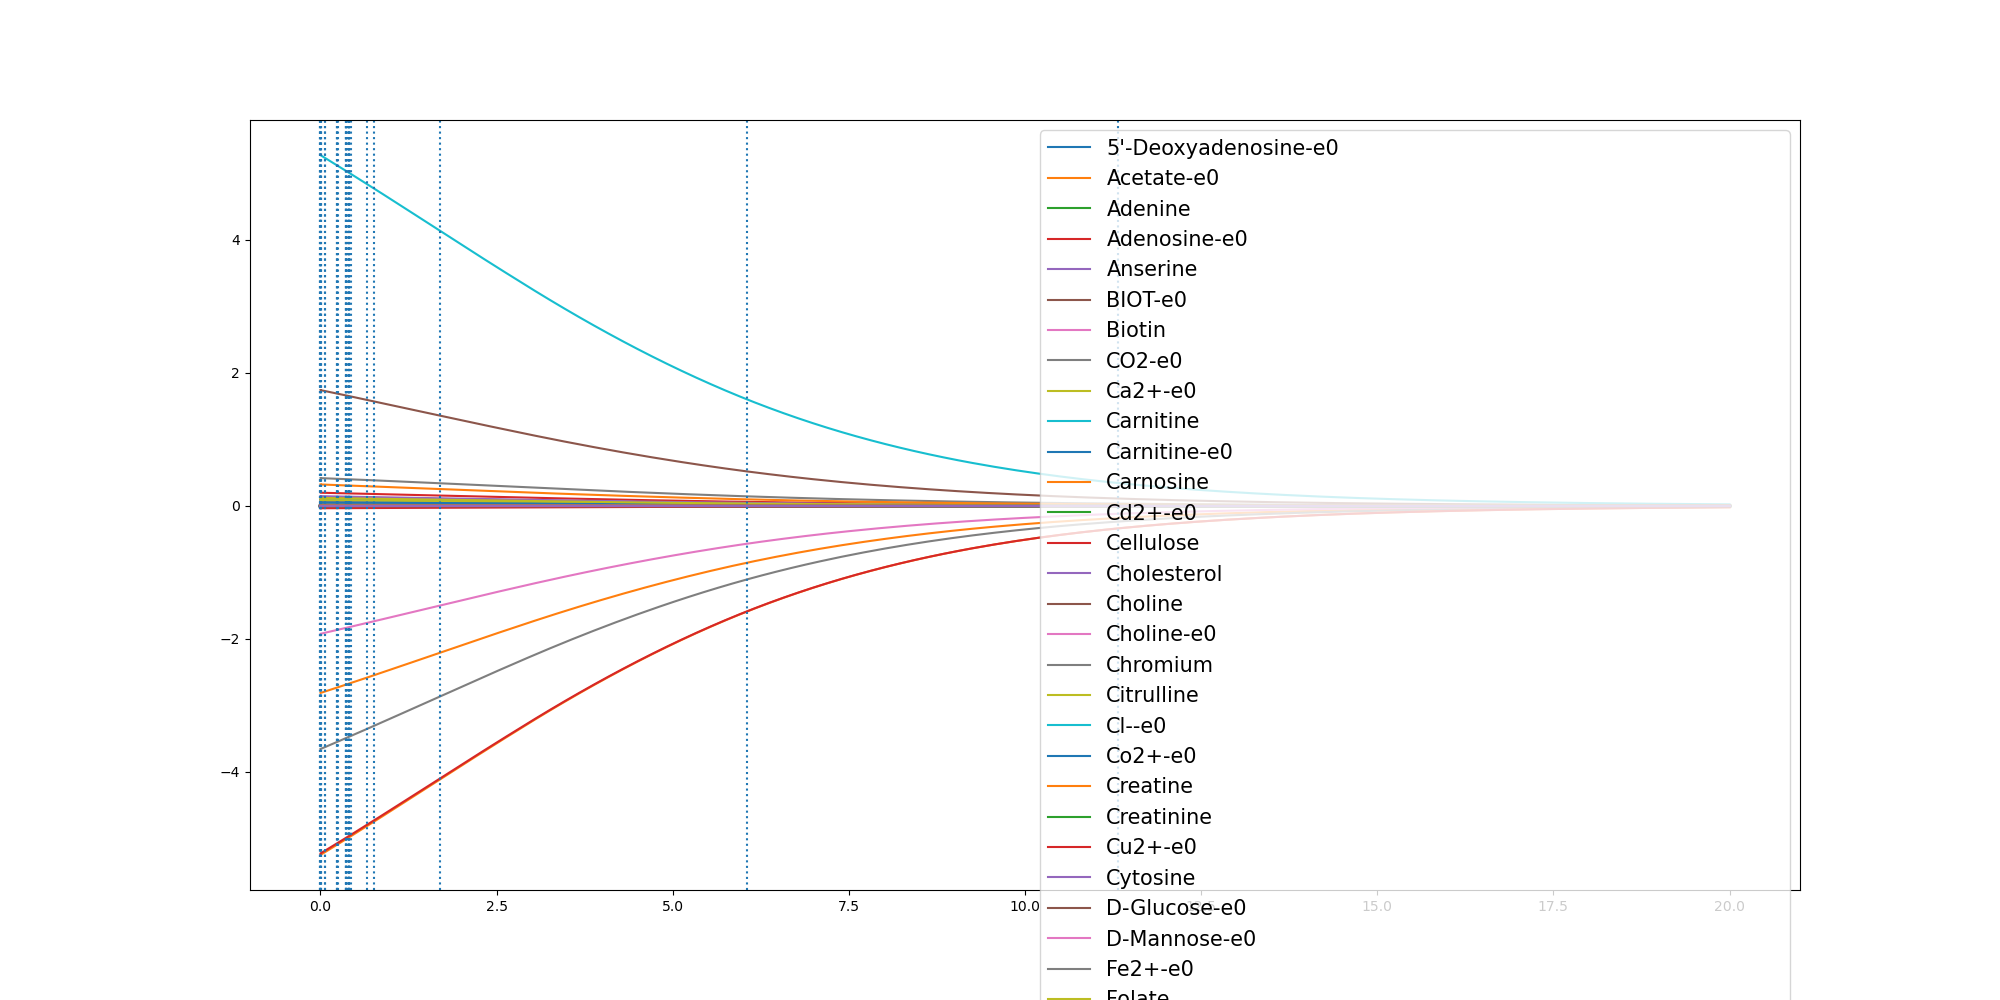 4
2
0
−2
−4
0.0
2.5
5.0
7.5
10.0
15.0
17.5
20.0
5'-Deoxyadenosine-e0
Acetate-e0
Adenine
Adenosine-e0
Anserine
BIOT-e0
Biotin
CO2-e0
Ca2+-e0
Carnitine
Carnitine-e0
Carnosine
Cd2+-e0
Cellulose
Cholesterol
Choline
Choline-e0
Chromium
Citrulline
Cl--e0
Co2+-e0
Creatine
Creatinine
Cu2+-e0
Cytosine
D-Glucose-e0
D-Mannose-e0
Fe2+-e0
Folate